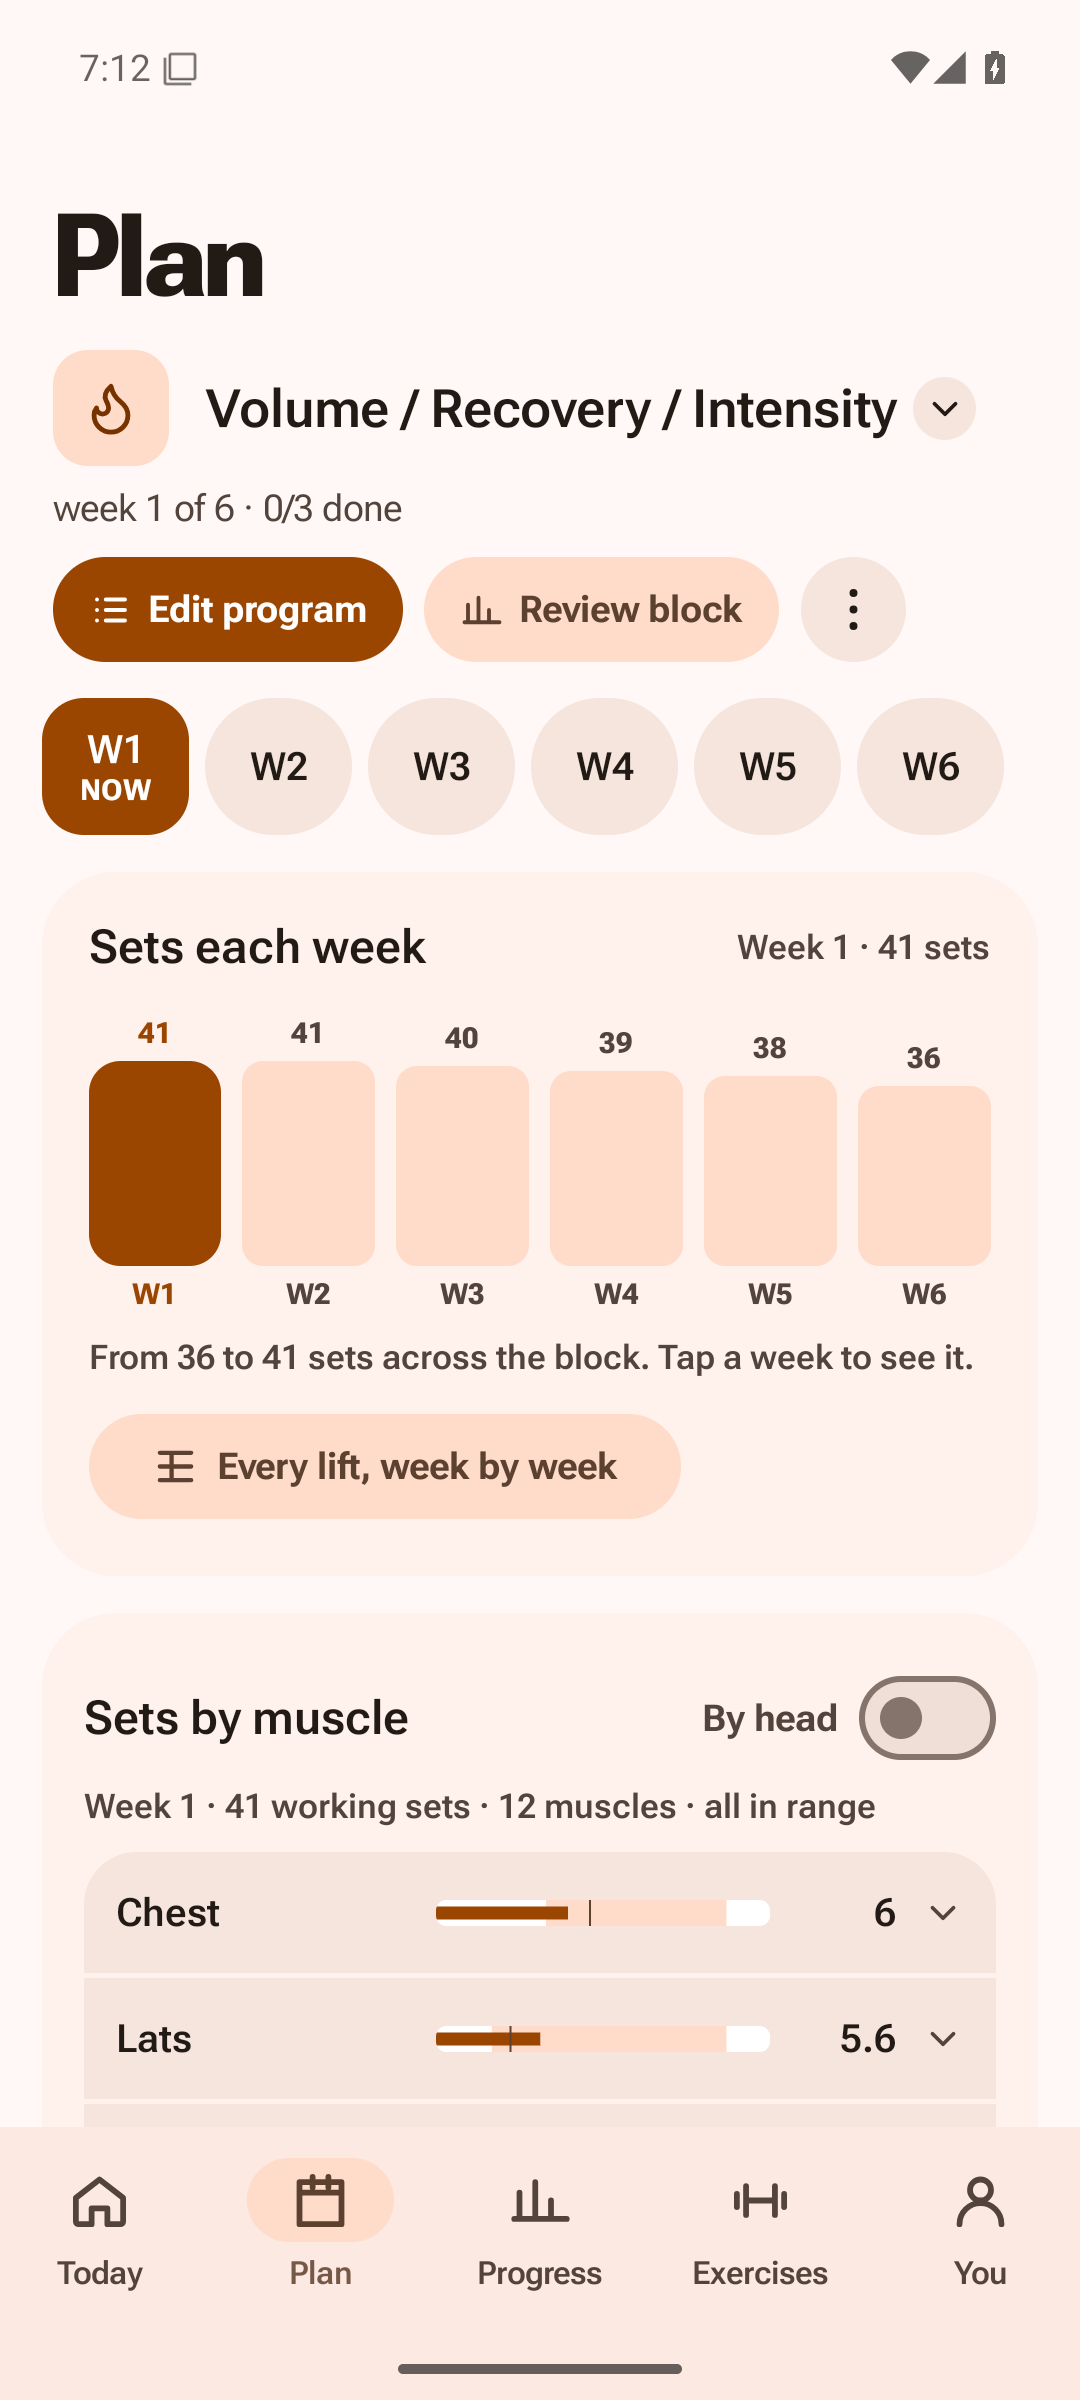 7:12
Plan
Volume / Recovery / Intensity
week 1 of 6 · 0/3 done
Edit program
Review block
W1
NOW
W2
W3
W4
W5
W6
Sets each week
Week 1 · 41 sets
41
41
40
39
38
36
W1
W2
W3
W4
W5
W6
From 36 to 41 sets across the block. Tap a week to see it.
Every lift, week by week
Sets by muscle
By head
Week 1 · 41 working sets · 12 muscles · all in range
Chest
6
Lats
5.6
Today
Plan
Progress
Exercises
You